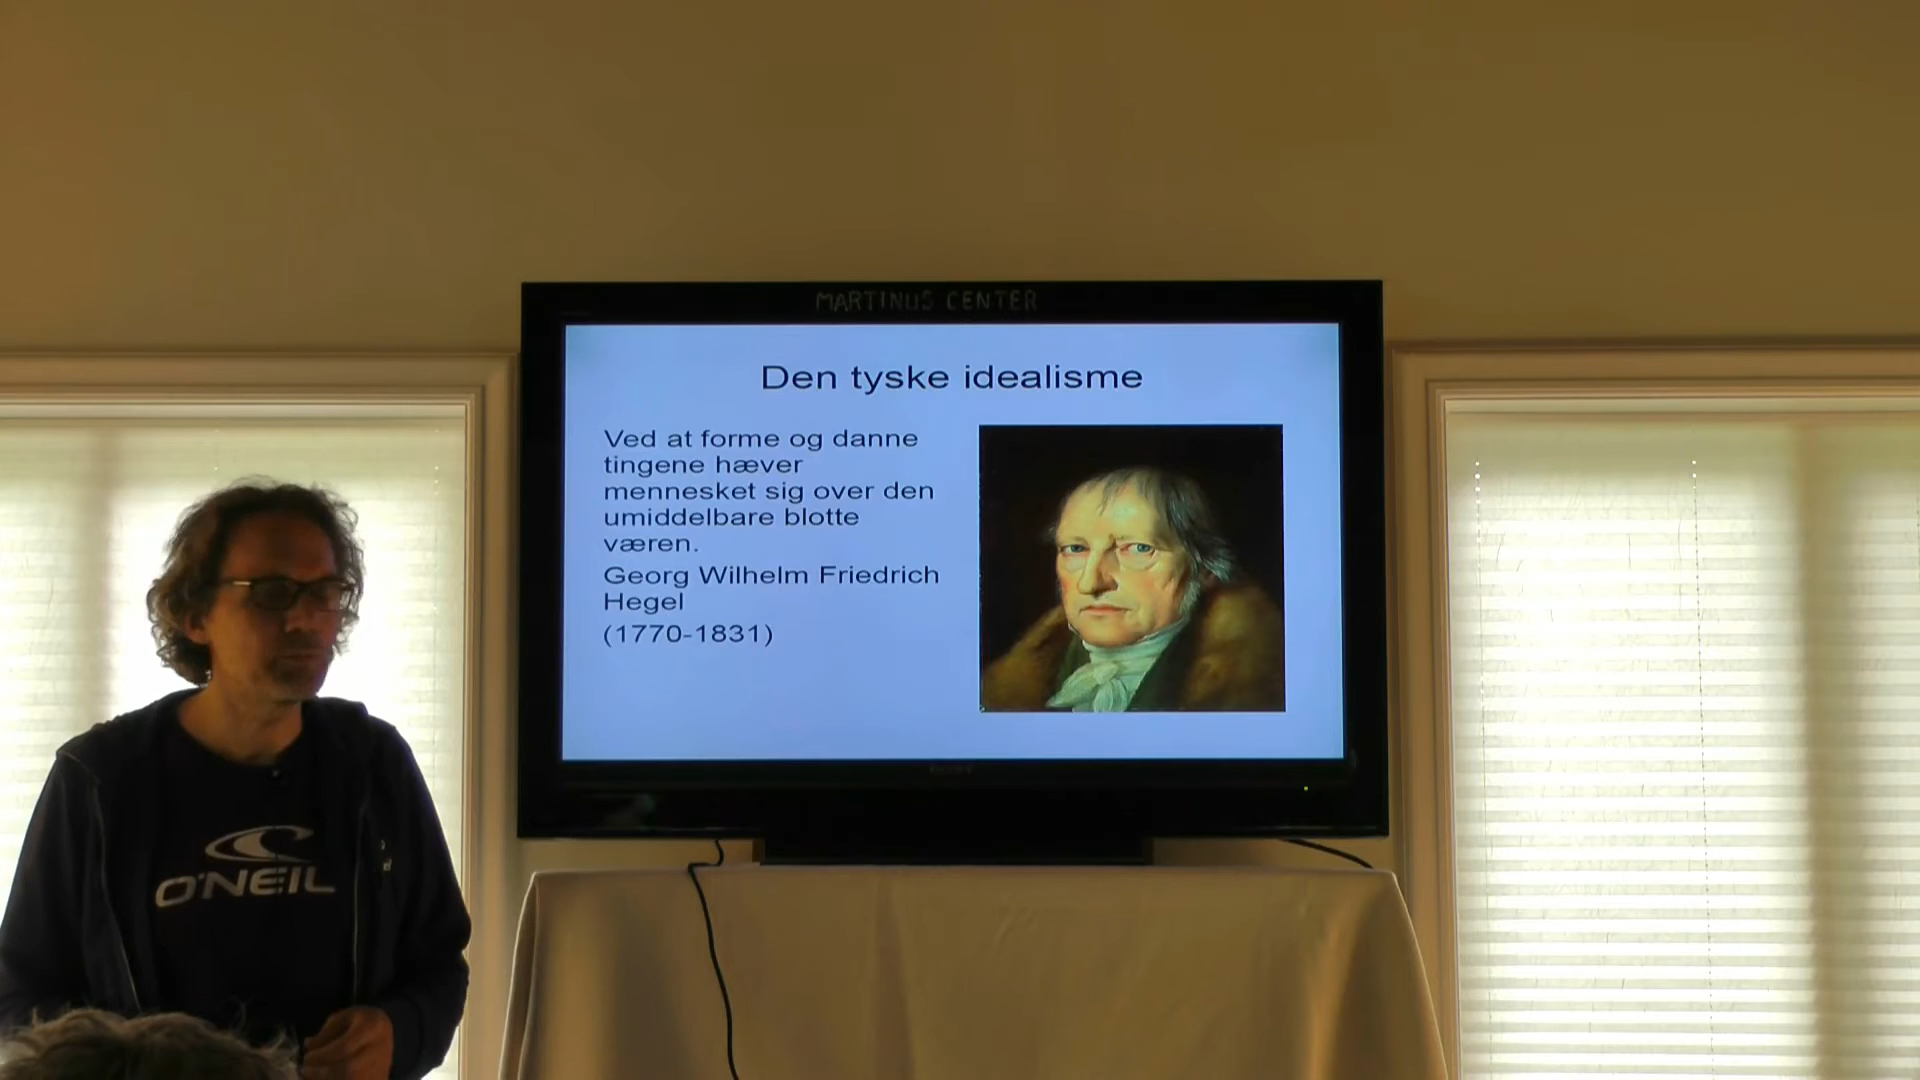 MARTINUS CENTER
Den tyske idealisme
Ved at forme og danne
tingene hæver
mennesket sig over den
umiddelbare blotte
væren.
Georg Wilhelm Friedrich
Hegel
(1770-1831)
O'NEILL